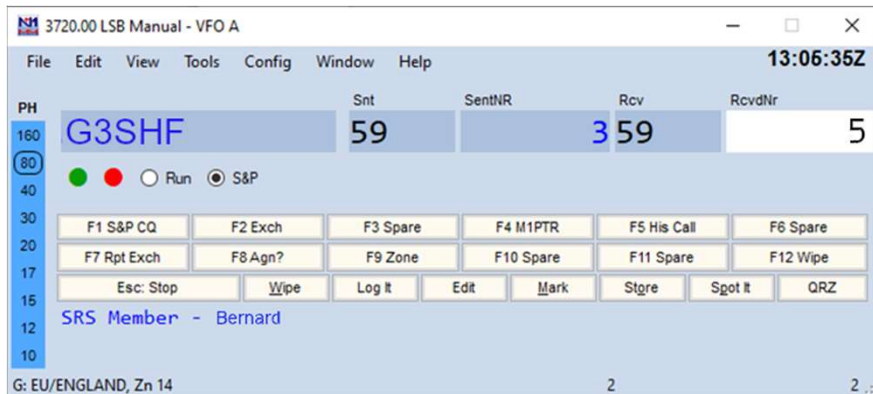 3720.00 LSB Manual - VFO A
File Edit View Tools Config Window Help 13:05:35Z
PH Snt SentNR Rcv RcvdNr
160 G3SHF 59 3 59 5
80 Run S&P
40
30 F1 S&P CQ F2 Exch F3 Spare F4 M1PTR F5 His Call F6 Spare
20 F7 Rpt Exch F8 Agn? F9 Zone F10 Spare F11 Spare F12 Wipe
17
15 Esc: Stop Wipe Log It Edit Mark Store Spot It QRZ
12 SRS Member - Bernard
10
G: EU/ENGLAND, Zn 14 2 2